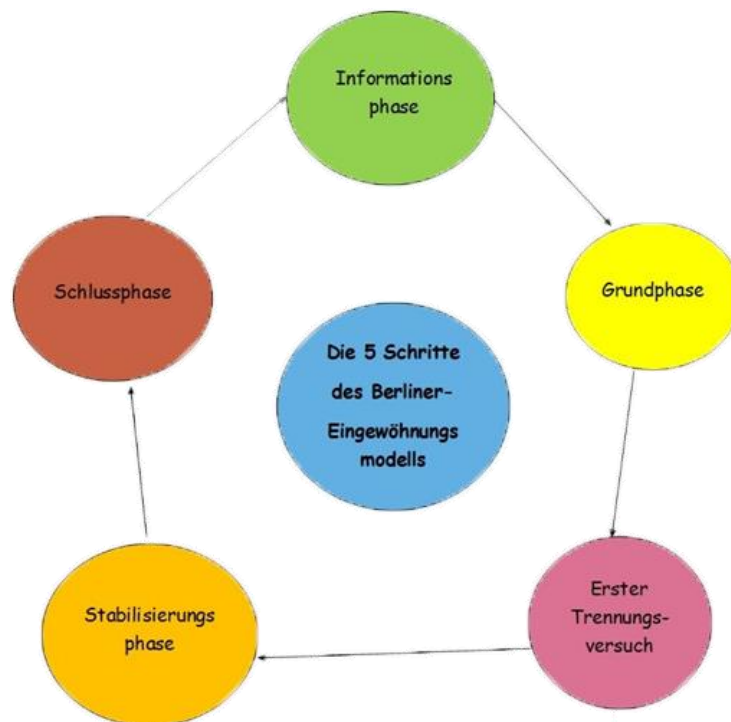 Informations
phase
Grundphase
Erster
Trennungs-
versuch
Stabilisierungs
phase
Schlussphase
Die 5 Schritte
des Berliner-
Eingewöhnungs
modells